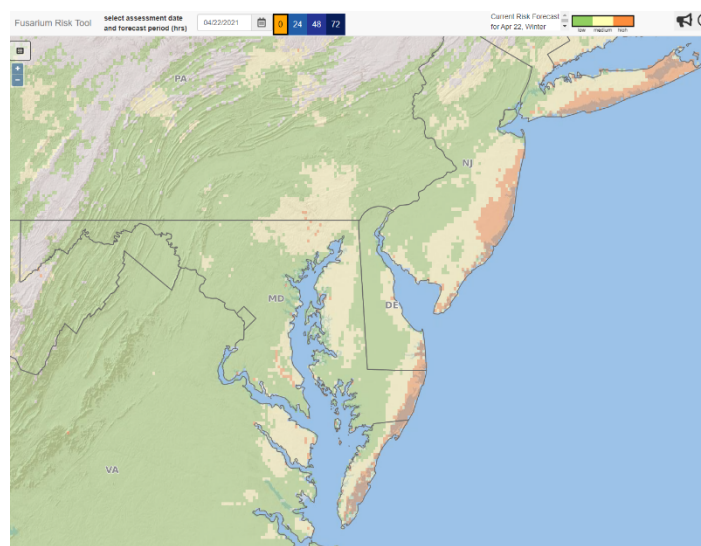 Fusarium Risk Tool
select assessment date
and forecast period (hrs)
04/22/2021
0 24 48 72
Current Risk Forecast
for Apr 22, Winter
low medium high
+
−
PA
NJ
MD
DE
VA